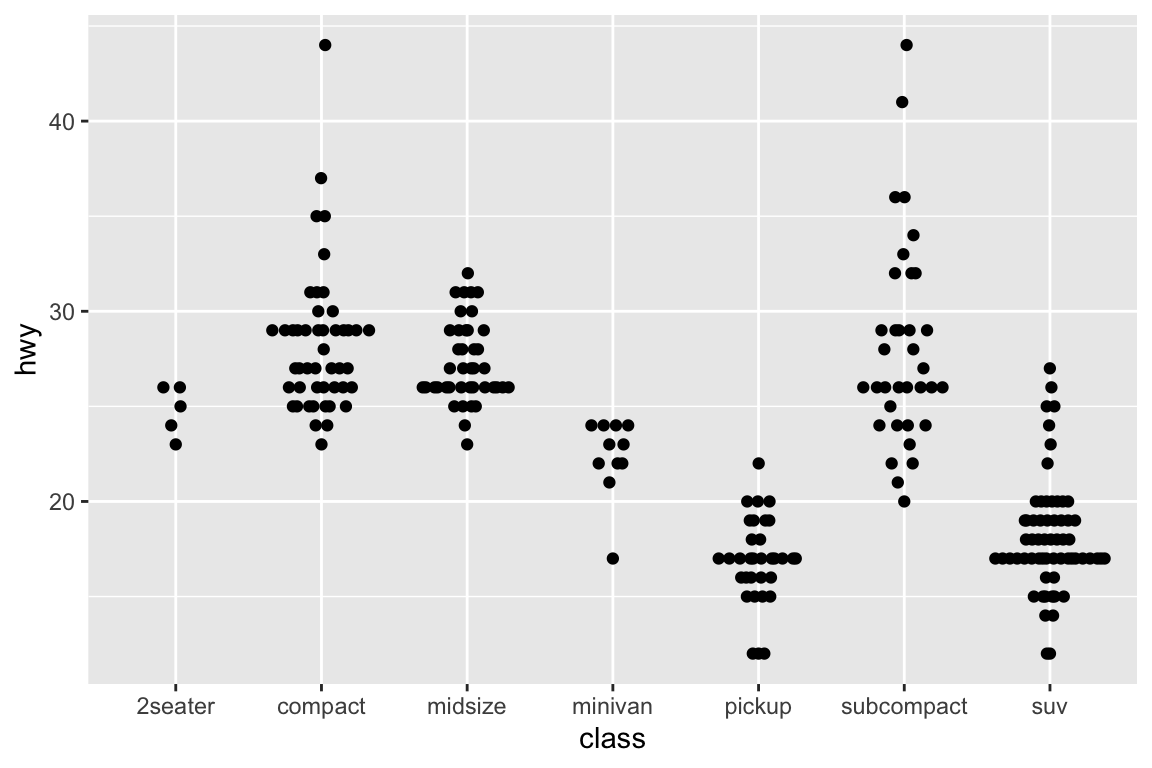 hwy
40
30
20
2seater compact midsize minivan pickup subcompact suv
class